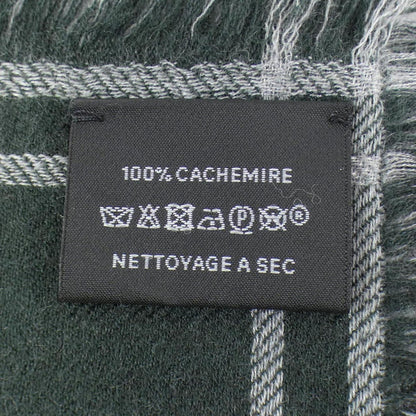 100% CACHEMIRE
P ®
NETTOYAGE A SEC